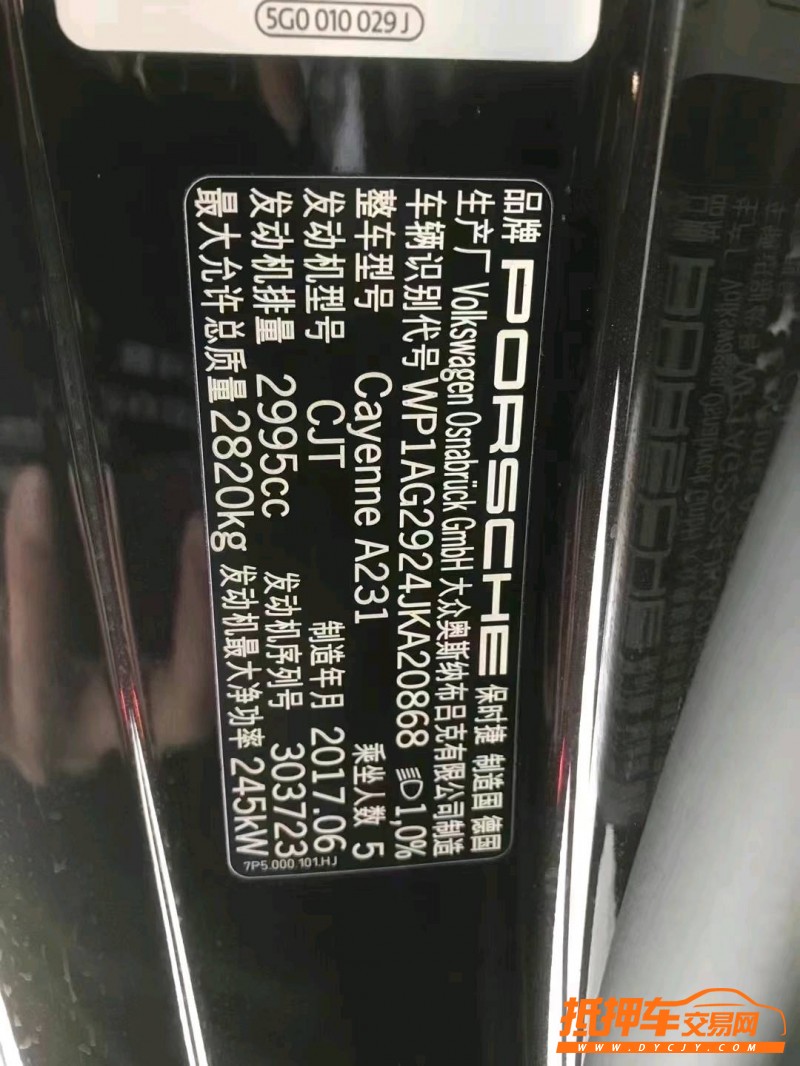 5G0 010 029 J
品牌 PORSCHE 保时捷 制造国 德国
生产厂 Volkswagen Osnabrück GmbH 大众奥斯纳布吕克有限公司制造
车辆识别代号 WP1AG2924JKA20868 1,0%
整车型号 Cayenne A231 乘坐人数 5
发动机型号 CJT 制造年月 2017.06
发动机排量 2995cc 发动机序列号 303723
最大允许总质量 2820kg 发动机最大净功率 245kW
7P5.000.101.HJ
抵押车交易网
WWW.DYCJY.COM